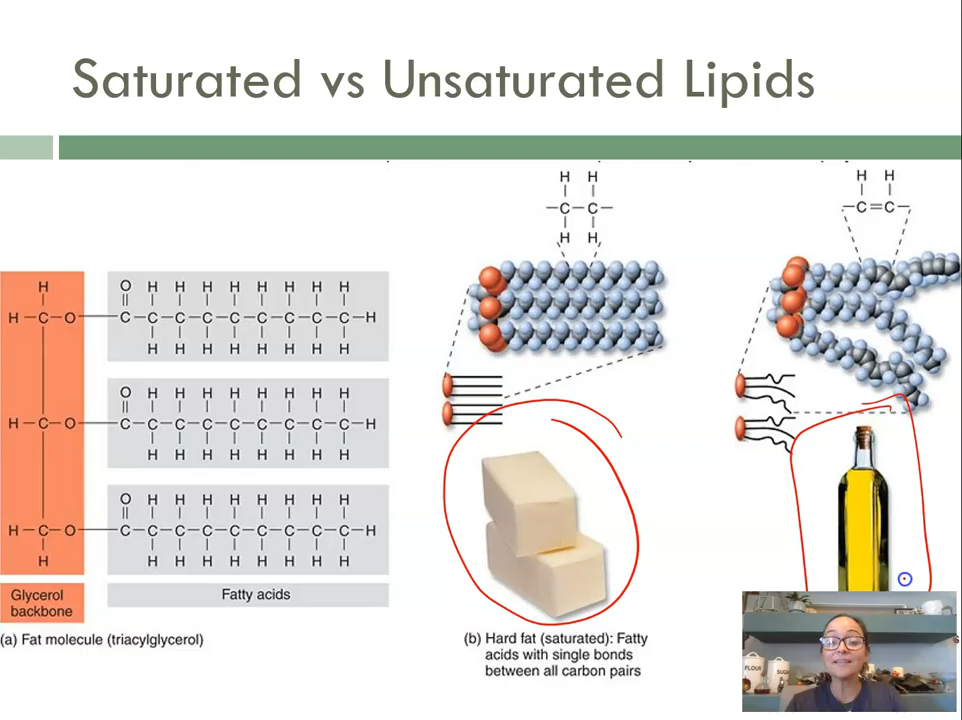 Saturated vs Unsaturated Lipids
H H
–C–C–
H H
H H
–C=C–
H
H–C–O
O H H H H H H H H
C–C–C–C–C–C–C–C–C–H
H H H H H H H H
H–C–O
O H H H H H H H H
C–C–C–C–C–C–C–C–C–H
H H H H H H H H
H–C–O
H
O H H H H H H H H
C–C–C–C–C–C–C–C–C–H
H H H H H H H H
Glycerol
backbone
Fatty acids
(a) Fat molecule (triacylglycerol)
(b) Hard fat (saturated): Fatty
acids with single bonds
between all carbon pairs
FLOUR